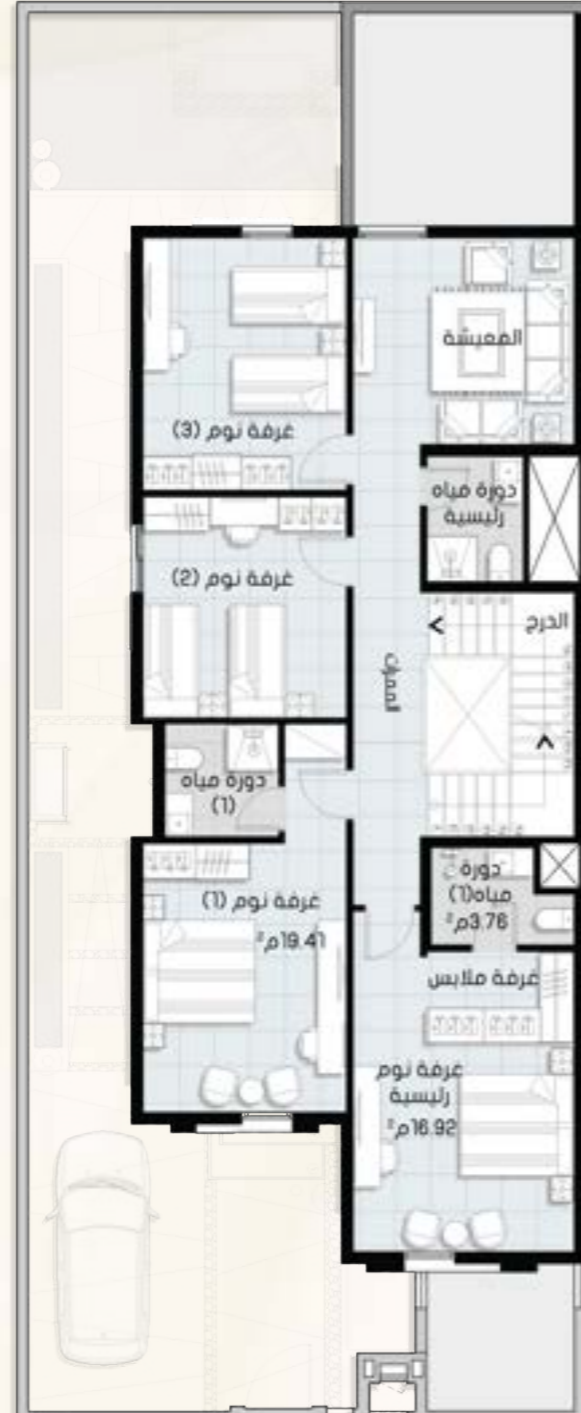 المعيشة
غرفة نوم (3)
دورة مياه
رئيسية
غرفة نوم (2)
الدرج
الممرات
دورة مياه
(1)
دورة
مياه(1)
3.76م²
غرفة نوم (1)
19.41م²
غرفة ملابس
غرفة نوم
رئيسية
16.92م²